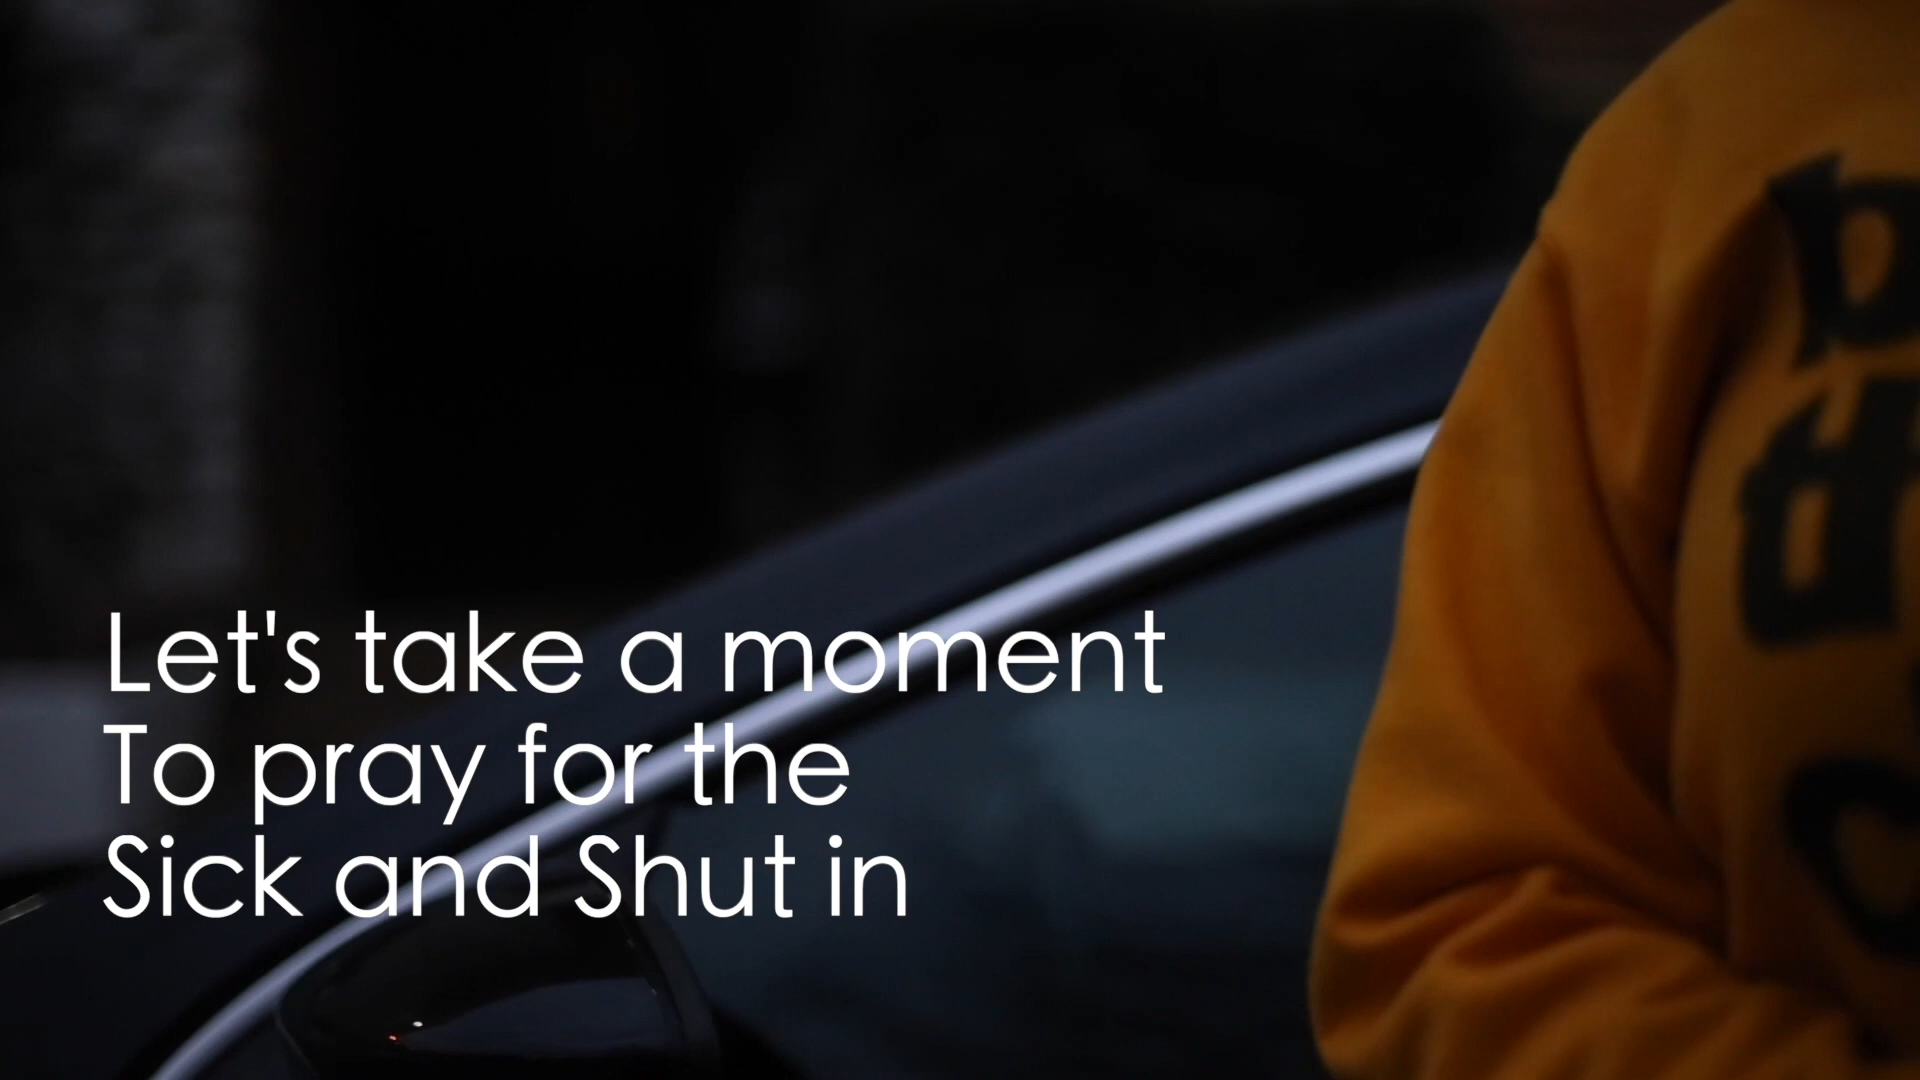 Let's take a moment
To pray for the
Sick and Shut in